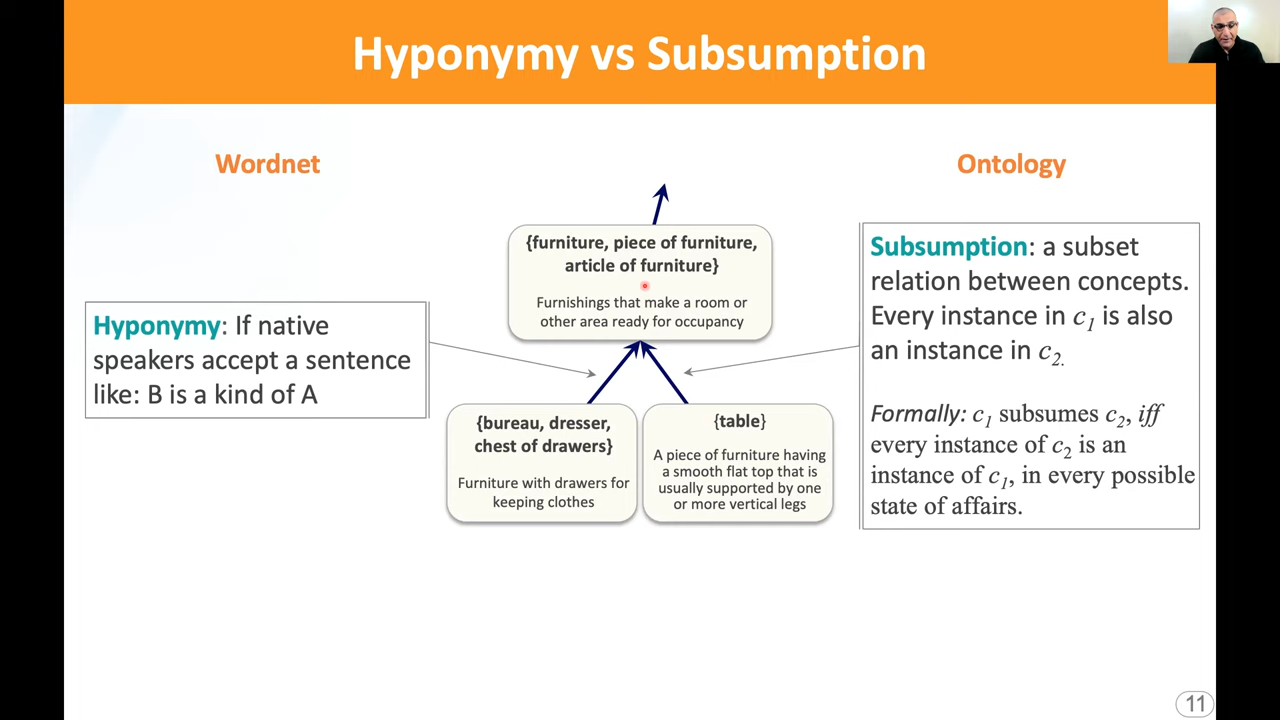 Hyponymy vs Subsumption
Wordnet
Ontology
Hyponymy: If native
speakers accept a sentence
like: B is a kind of A
{furniture, piece of furniture,
article of furniture}
Furnishings that make a room or
other area ready for occupancy
{bureau, dresser,
chest of drawers}
Furniture with drawers for
keeping clothes
{table}
A piece of furniture having
a smooth flat top that is
usually supported by one
or more vertical legs
Subsumption: a subset
relation between concepts.
Every instance in c1 is also
an instance in c2.
Formally: c1 subsumes c2, iff
every instance of c2 is an
instance of c1, in every possible
state of affairs.
11